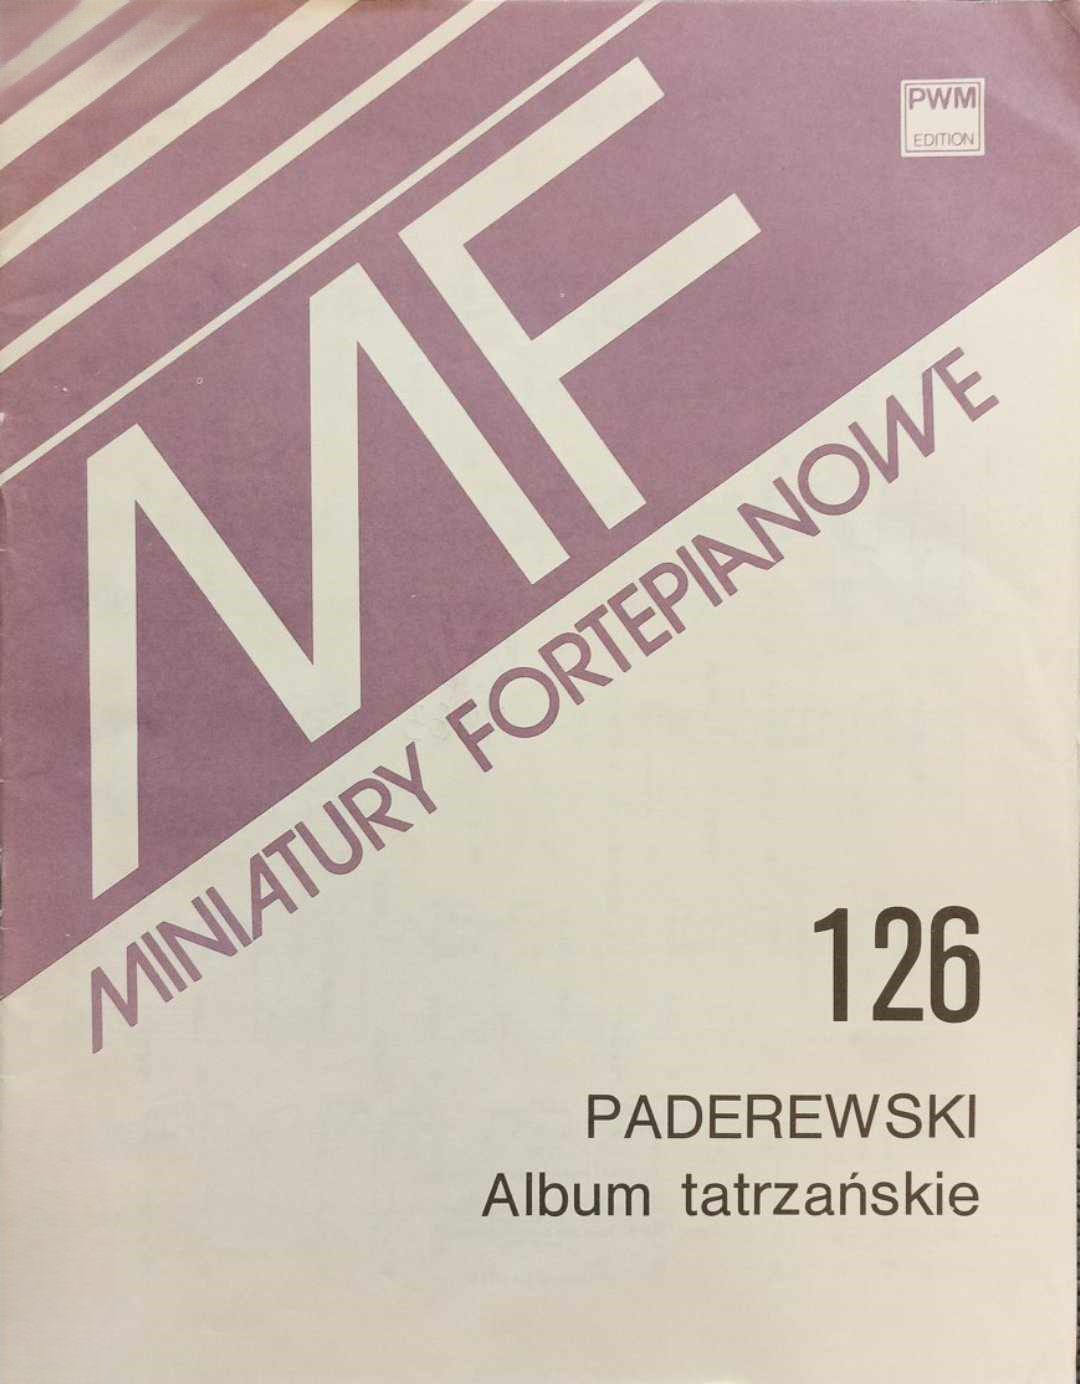 PWM
EDITION
MF
MINIATURY FORTEPIANOWE
126
PADEREWSKI
Album tatrzańskie